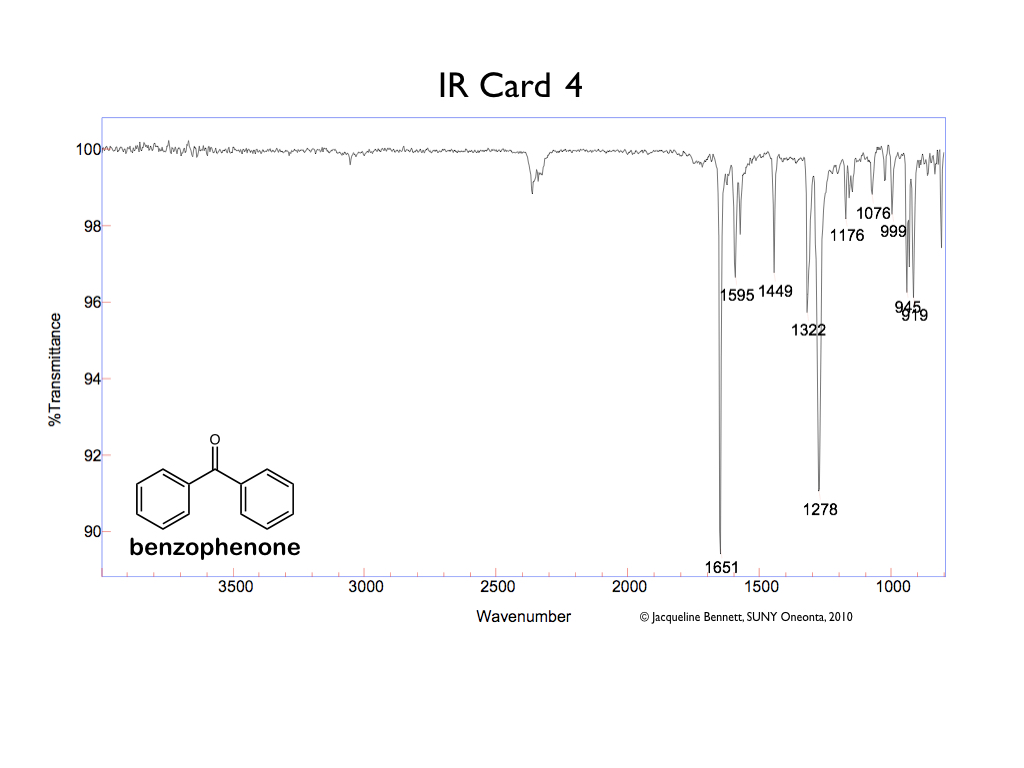 IR Card 4
100
98
96
94
92
90
%Transmittance
1076
1176
999
1595
1449
945
919
1322
1278
1651
O
benzophenone
3500 3000 2500 2000 1500 1000
Wavenumber
© Jacqueline Bennett, SUNY Oneonta, 2010